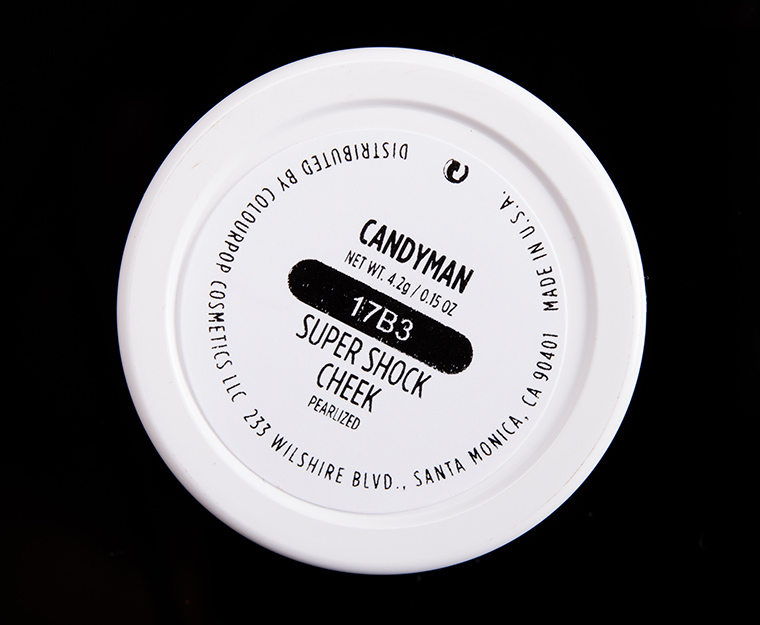 CANDYMAN
NET WT. 4.2g / 0.15 OZ
17B3
SUPER SHOCK
CHEEK
PEARLIZED
DISTRIBUTED BY COLOURPOP COSMETICS LLC 233 WILSHIRE BLVD., SANTA MONICA, CA 90401 MADE IN U.S.A.